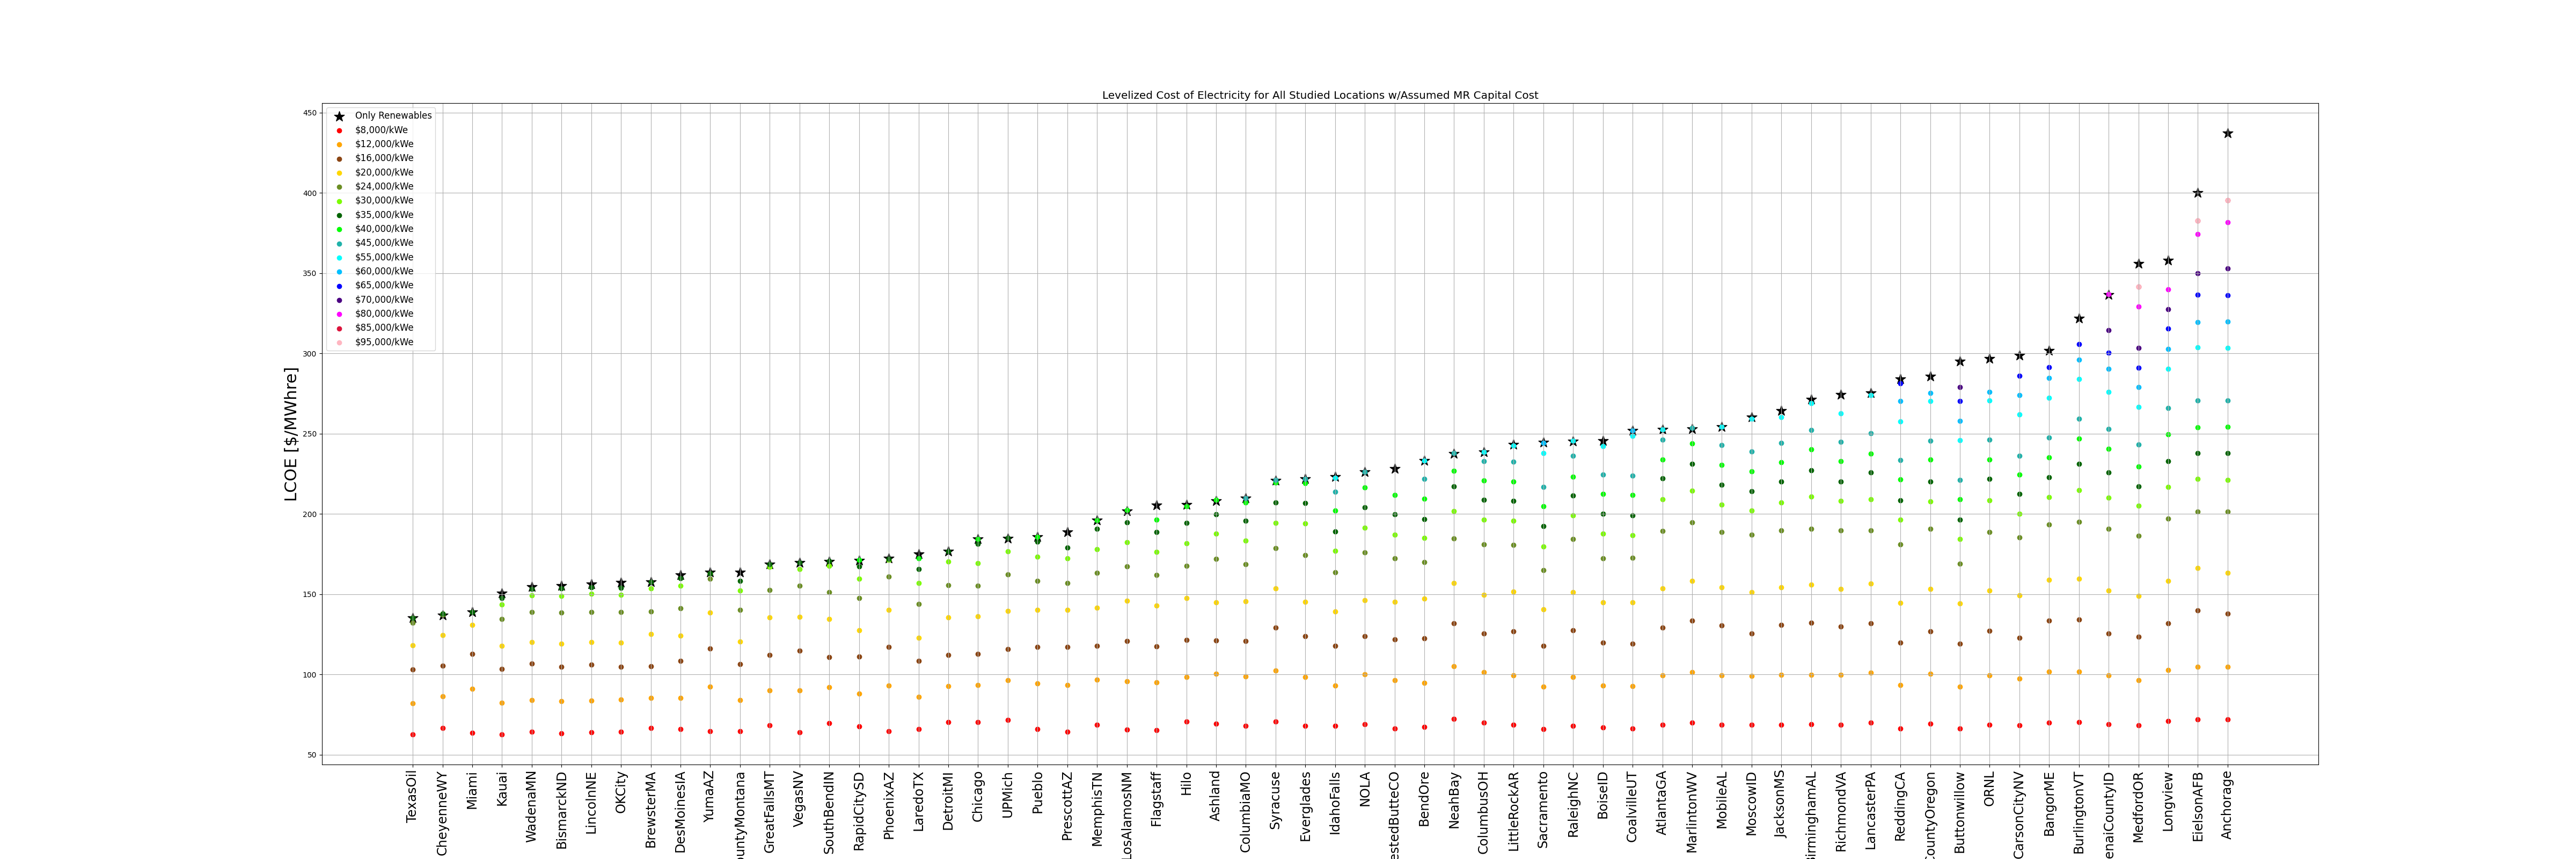 Levelized Cost of Electricity for All Studied Locations w/Assumed MR Capital Cost
LCOE [$/MWhre]
450
400
350
300
250
200
150
100
50
Only Renewables
$8,000/kWe
$12,000/kWe
$16,000/kWe
$20,000/kWe
$24,000/kWe
$30,000/kWe
$35,000/kWe
$40,000/kWe
$45,000/kWe
$55,000/kWe
$60,000/kWe
$65,000/kWe
$70,000/kWe
$80,000/kWe
$85,000/kWe
$95,000/kWe
TexasOil
CheyenneWY
Miami
Kauai
WadenaMN
BismarckND
LincolnNE
OKCity
BrewsterMA
DesMoinesIA
YumaAZ
ountyMontana
GreatFallsMT
VegasNV
SouthBendIN
RapidCitySD
PhoenixAZ
LaredoTX
DetroitMI
Chicago
UPMich
Pueblo
PrescottAZ
MemphisTN
LosAlamosNM
Flagstaff
Hilo
Ashland
ColumbiaMO
Syracuse
Everglades
IdahoFalls
NOLA
estedButteCO
BendOre
NeahBay
ColumbusOH
LittleRockAR
Sacramento
RaleighNC
BoiseID
CoalvilleUT
AtlantaGA
MarlintonWV
MobileAL
MoscowID
JacksonMS
irminghamAL
RichmondVA
LancasterPA
ReddingCA
CountyOregon
Buttonwillow
ORNL
CarsonCityNV
BangorME
BurlingtonVT
enaiCountyID
MedfordOR
Longview
EielsonAFB
Anchorage